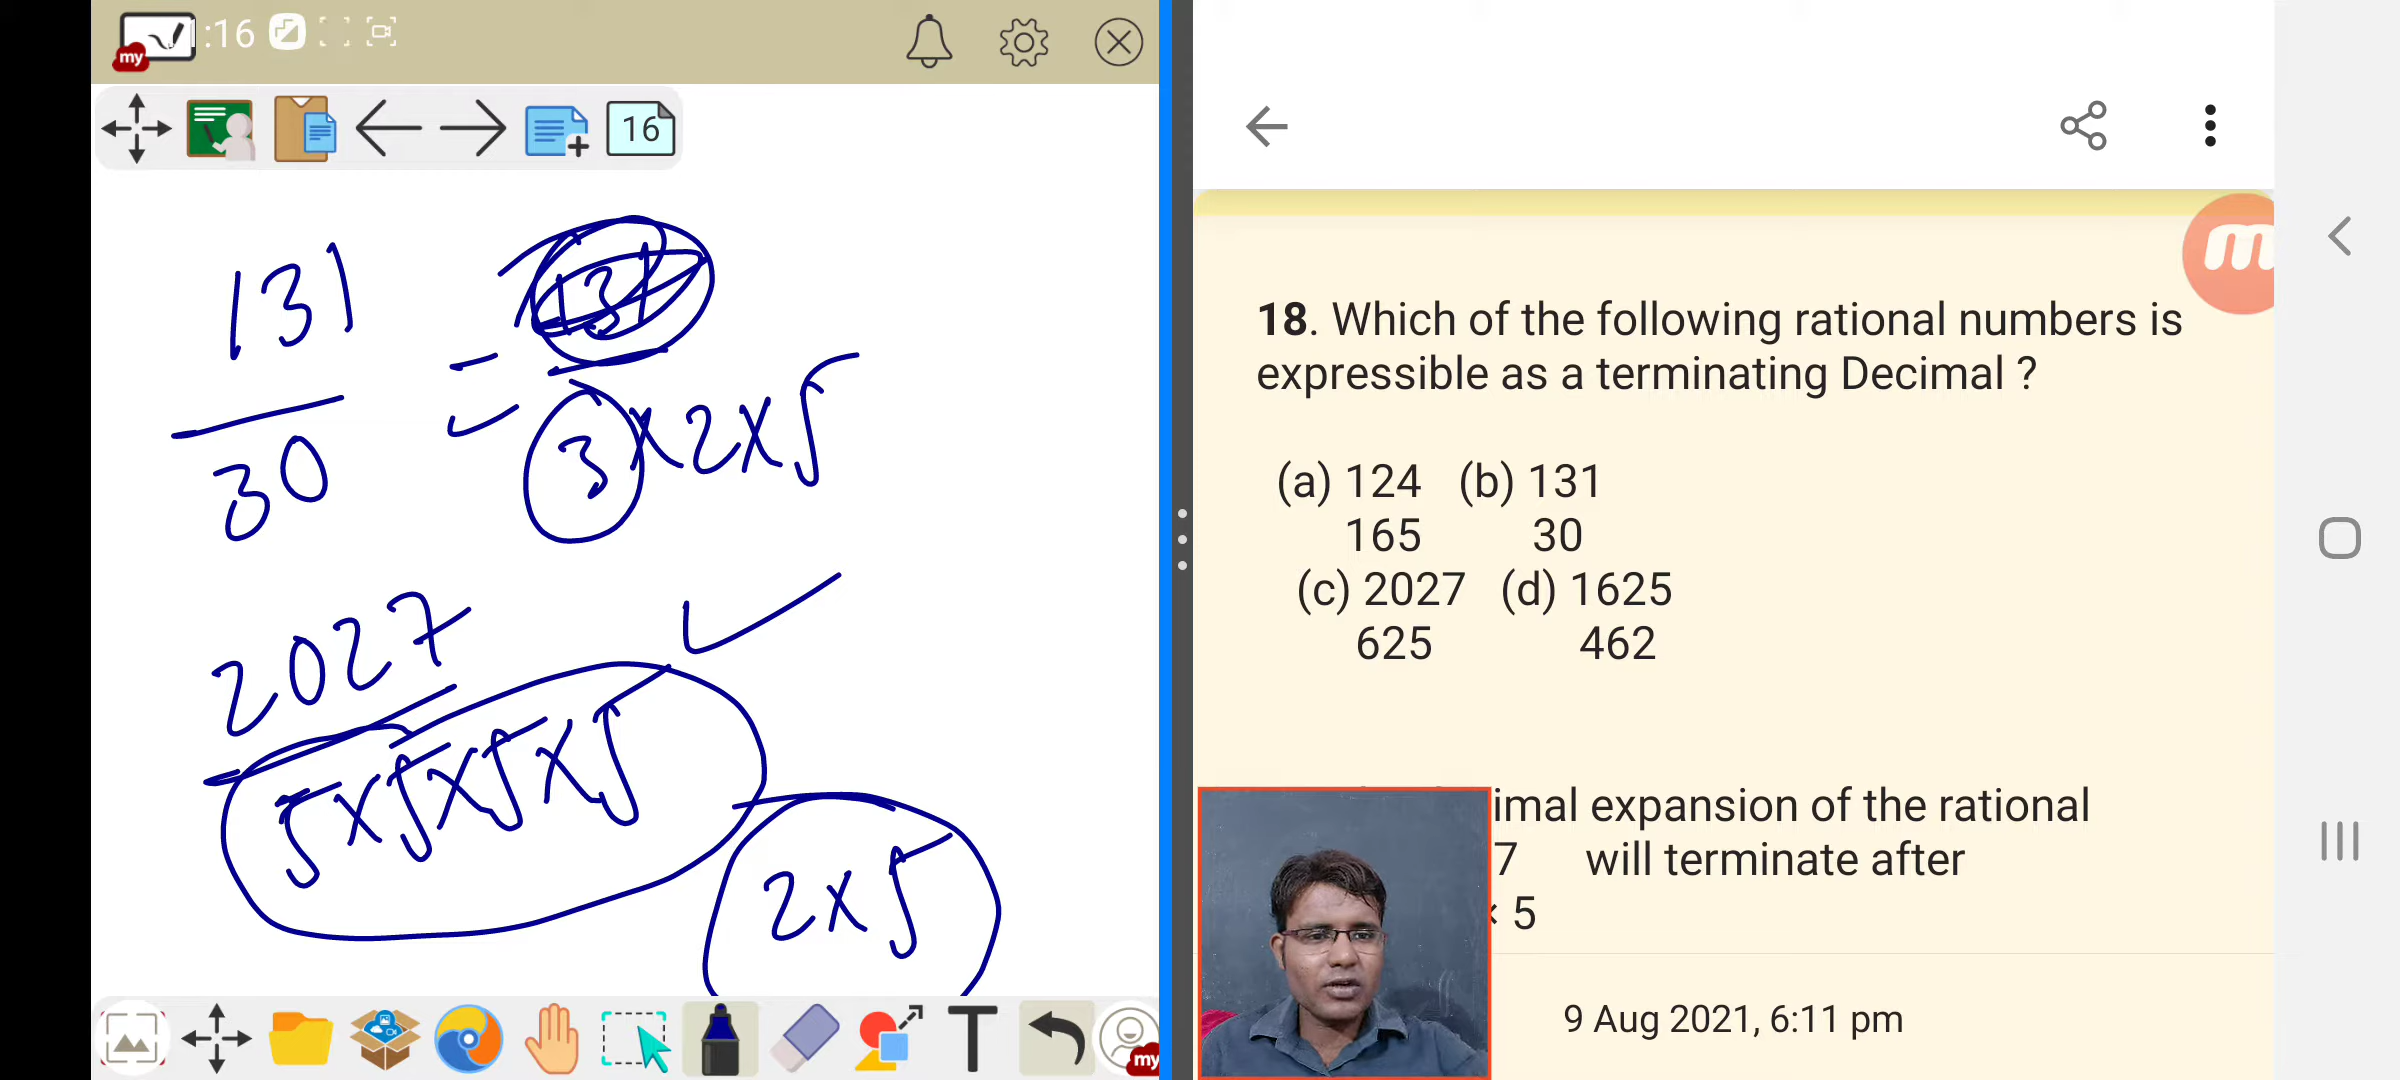 :16
my
16
131
30
=
131
3 × 2 × 5
2027
5 × 5 × 5 × 5
2 × 5
my
T
m
18. Which of the following rational numbers is
expressible as a terminating Decimal ?
(a) 124 (b) 131
165 30
(c) 2027 (d) 1625
625 462
imal expansion of the rational
7 will terminate after
× 5
9 Aug 2021, 6:11 pm